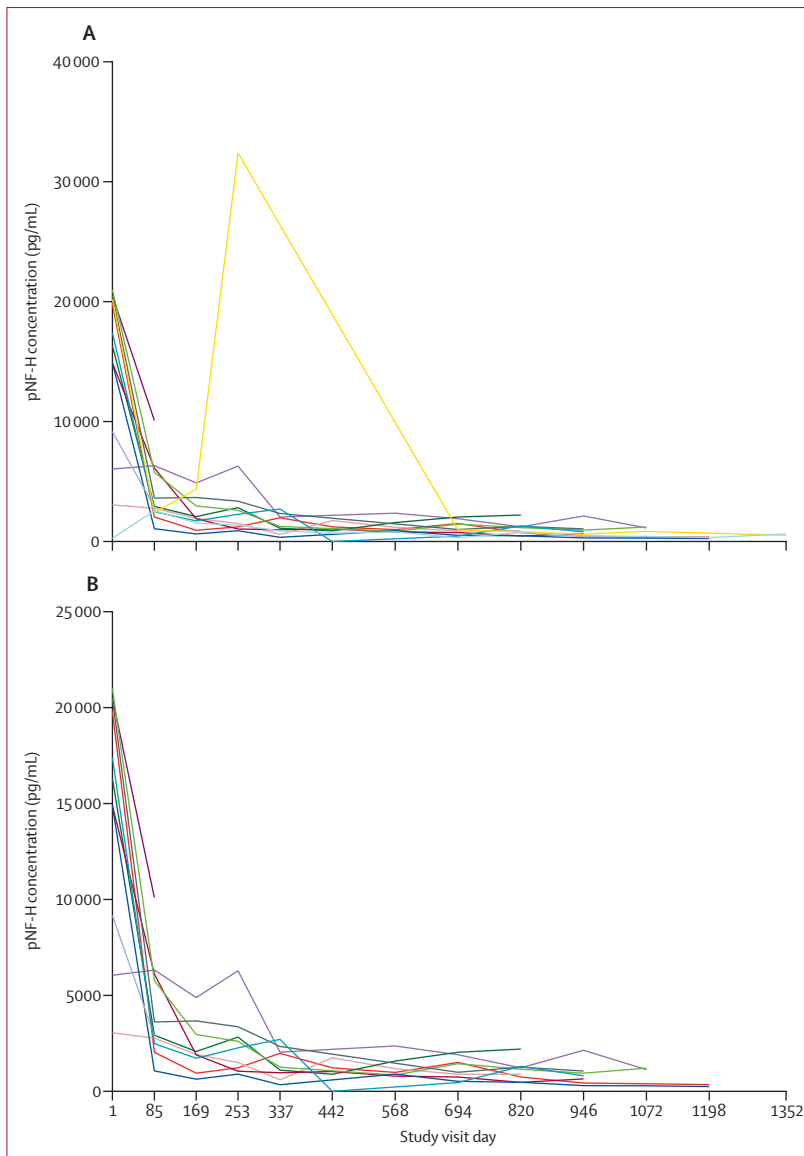 A
40 000
30 000
20 000
10 000
0
pNF-H concentration (pg/mL)
B
25 000
20 000
15 000
10 000
5000
0
pNF-H concentration (pg/mL)
1 85 169 253 337 442 568 694 820 946 1072 1198 1352
Study visit day